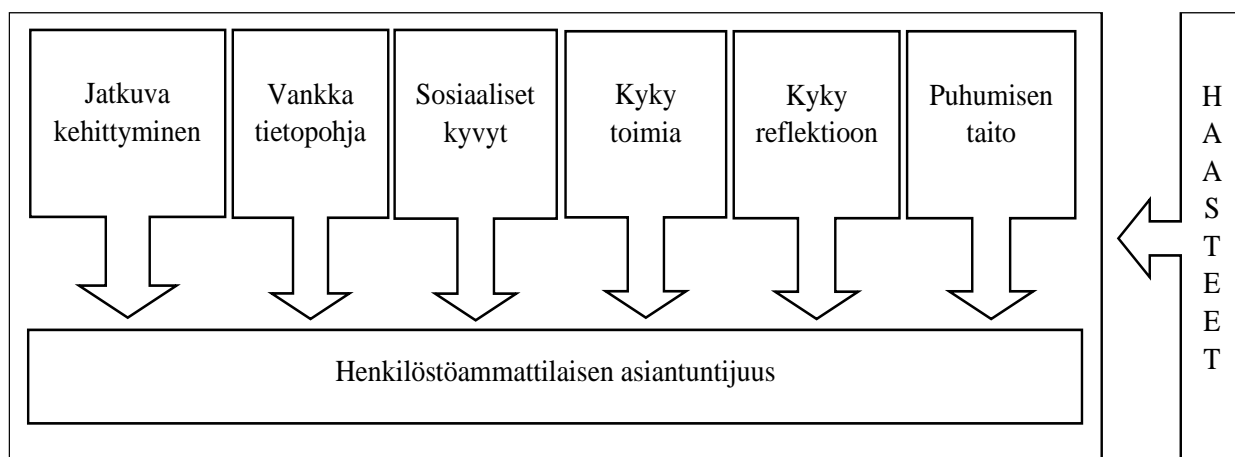 Jatkuva
kehittyminen
Vankka
tietopohja
Sosiaaliset
kyvyt
Kyky
toimia
Kyky
reflektioon
Puhumisen
taito
Henkilöstöammattilaisen asiantuntijuus
H
A
A
S
T
E
E
T